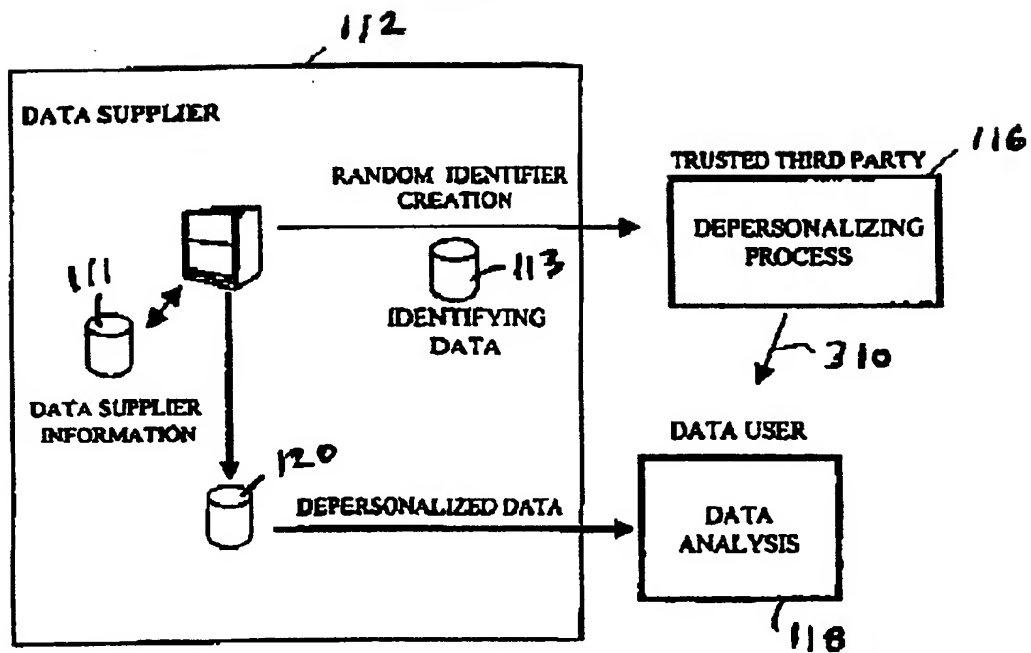 112
DATA SUPPLIER
RANDOM IDENTIFIER
CREATION
TRUSTED THIRD PARTY
116
DEPERSONALIZING
PROCESS
111
113
IDENTIFYING
DATA
310
DATA SUPPLIER
INFORMATION
DATA USER
120
DEPERSONALIZED DATA
DATA
ANALYSIS
118